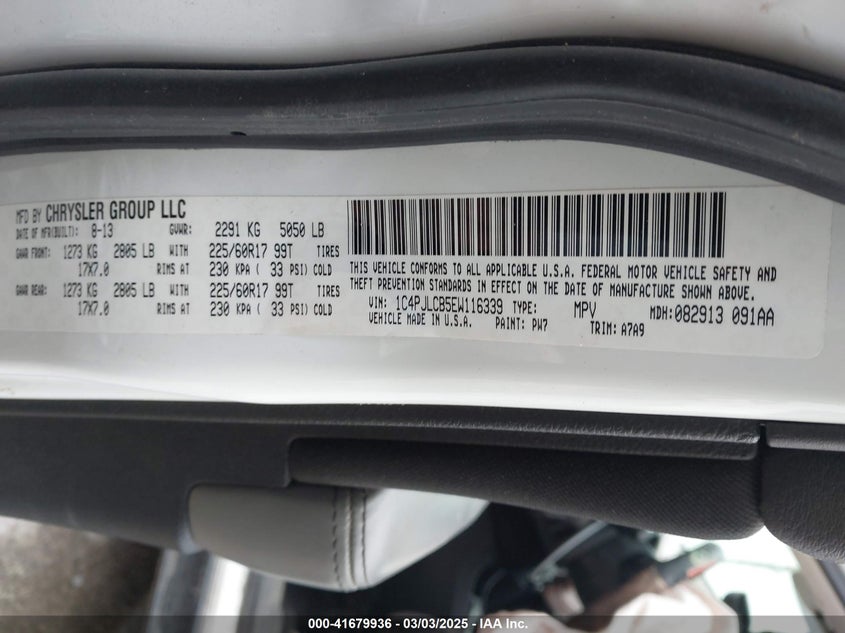 MFD BY CHRYSLER GROUP LLC
DATE OF MFR(BUILT): 8-13 GVWR: 2291 KG 5050 LB
GAWR FRONT: 1273 KG 2805 LB WITH 225/60R17 99T TIRES
17X7.0 RIMS AT 230 KPA ( 33 PSI) COLD
GAWR REAR: 1273 KG 2805 LB WITH 225/60R17 99T TIRES
17X7.0 RIMS AT 230 KPA ( 33 PSI) COLD
THIS VEHICLE CONFORMS TO ALL APPLICABLE U.S.A. FEDERAL MOTOR VEHICLE SAFETY AND
THEFT PREVENTION STANDARDS IN EFFECT ON THE DATE OF MANUFACTURE SHOWN ABOVE.
VIN: 1C4PJLCB5EW116339 TYPE: MPV MDH:082913 091AA
VEHICLE MADE IN U.S.A. PAINT: PW7 TRIM: A7A9
000-41679936 - 03/03/2025 - IAA Inc.